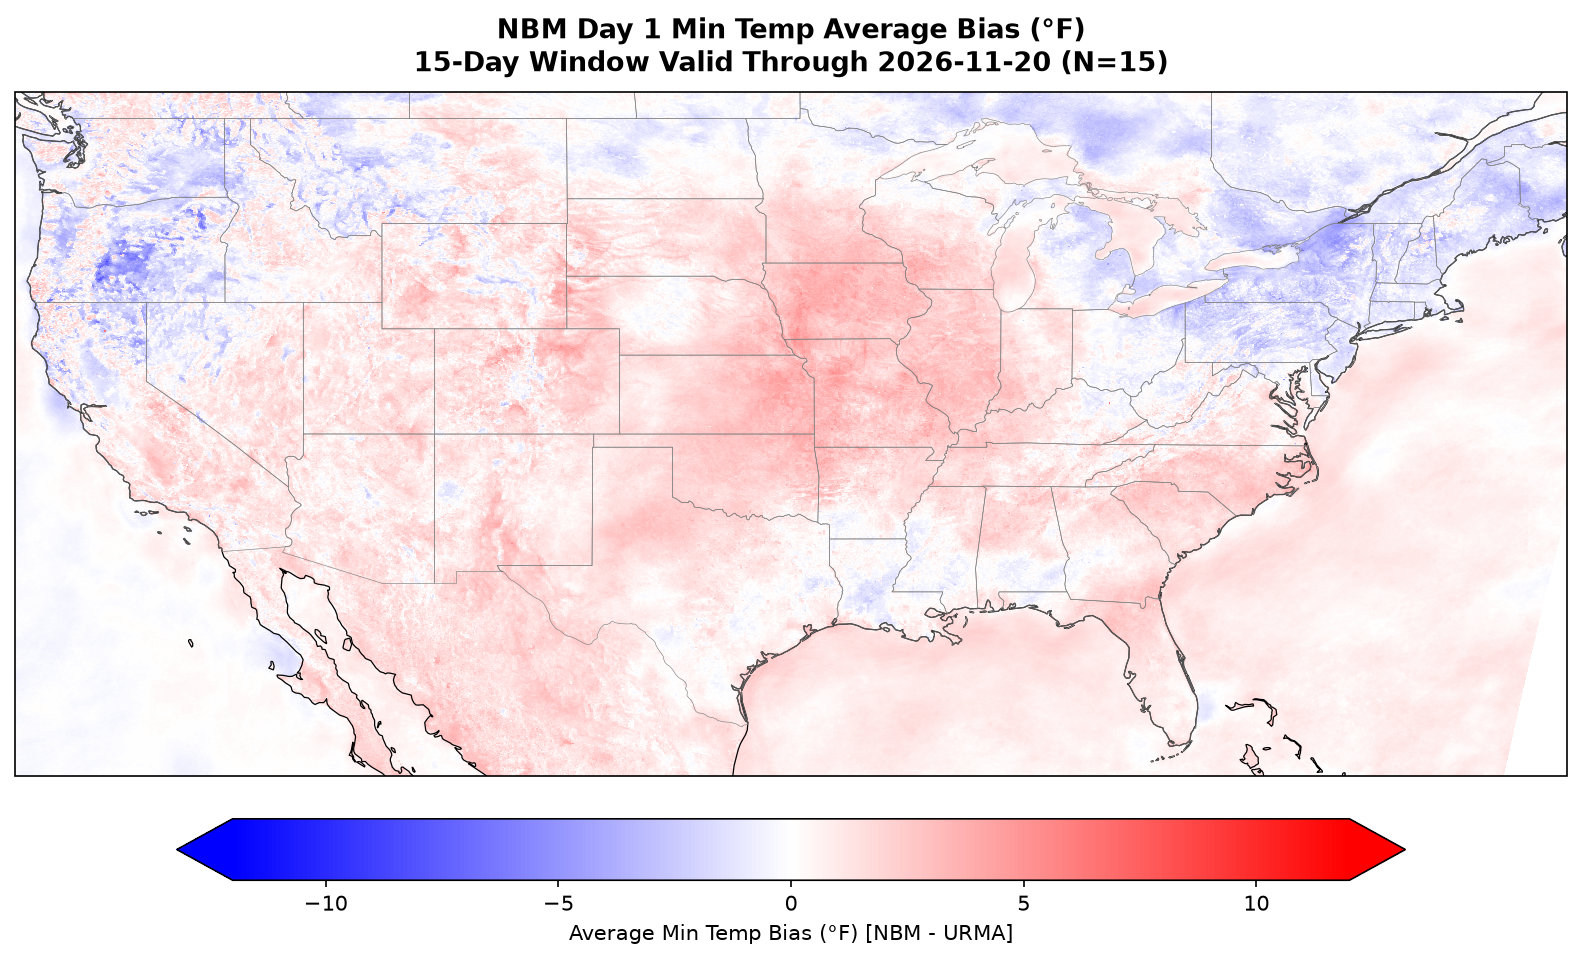 NBM Day 1 Min Temp Average Bias (°F)
15-Day Window Valid Through 2026-11-20 (N=15)
−10 −5 0 5 10
Average Min Temp Bias (°F) [NBM - URMA]